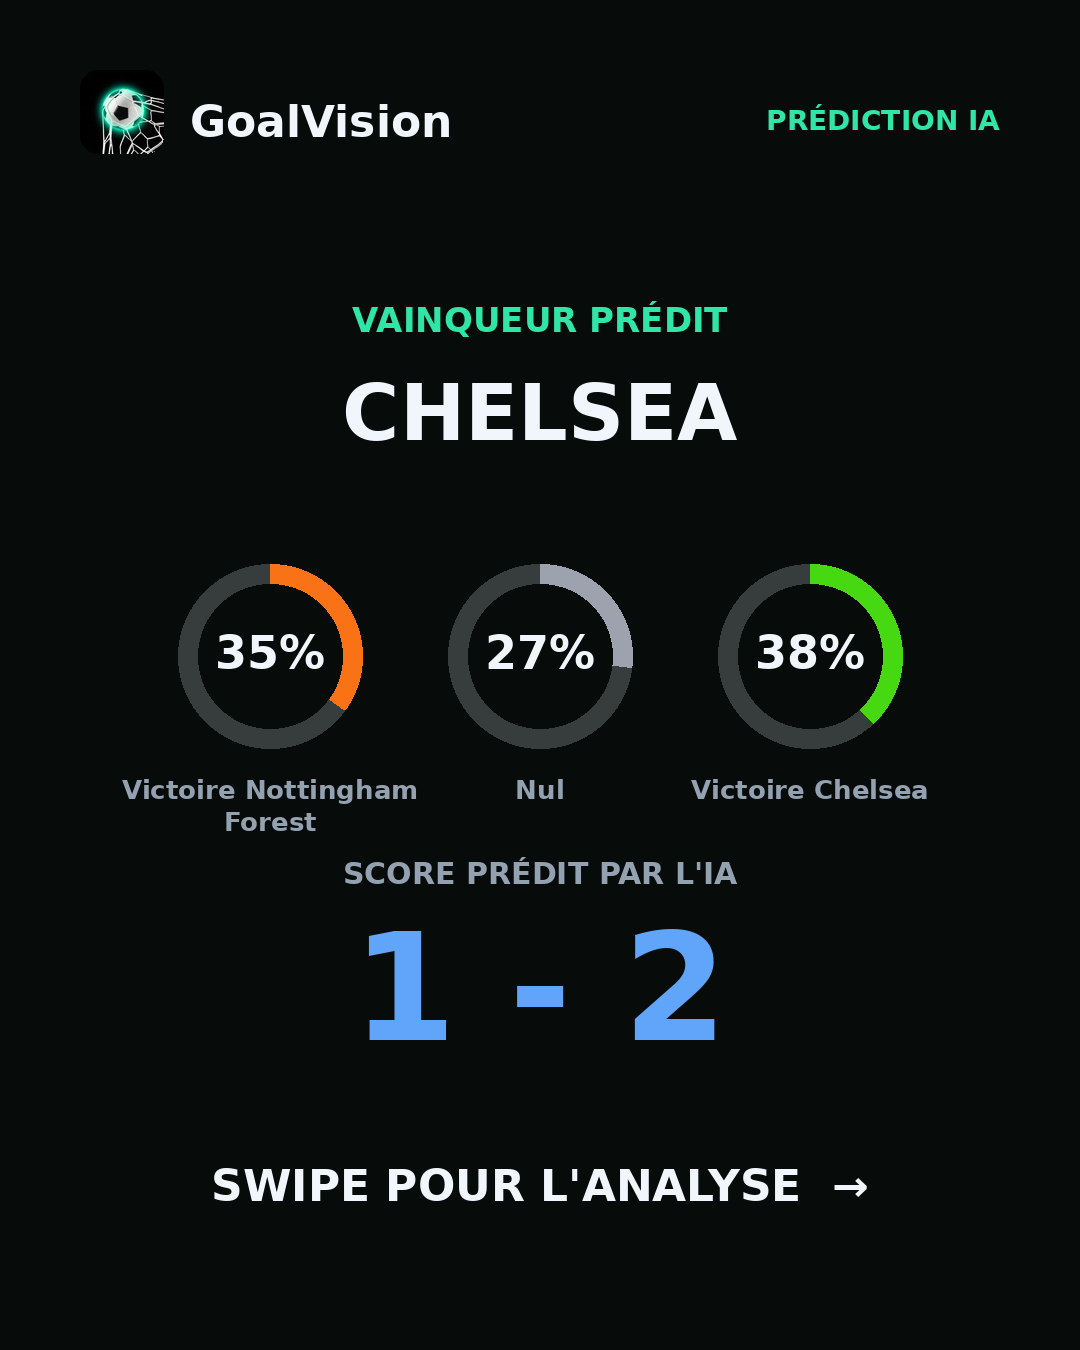 GoalVision
PRÉDICTION IA
VAINQUEUR PRÉDIT
CHELSEA
35%
27%
38%
Victoire Nottingham
Forest
Nul
Victoire Chelsea
SCORE PRÉDIT PAR L'IA
1 - 2
SWIPE POUR L'ANALYSE →